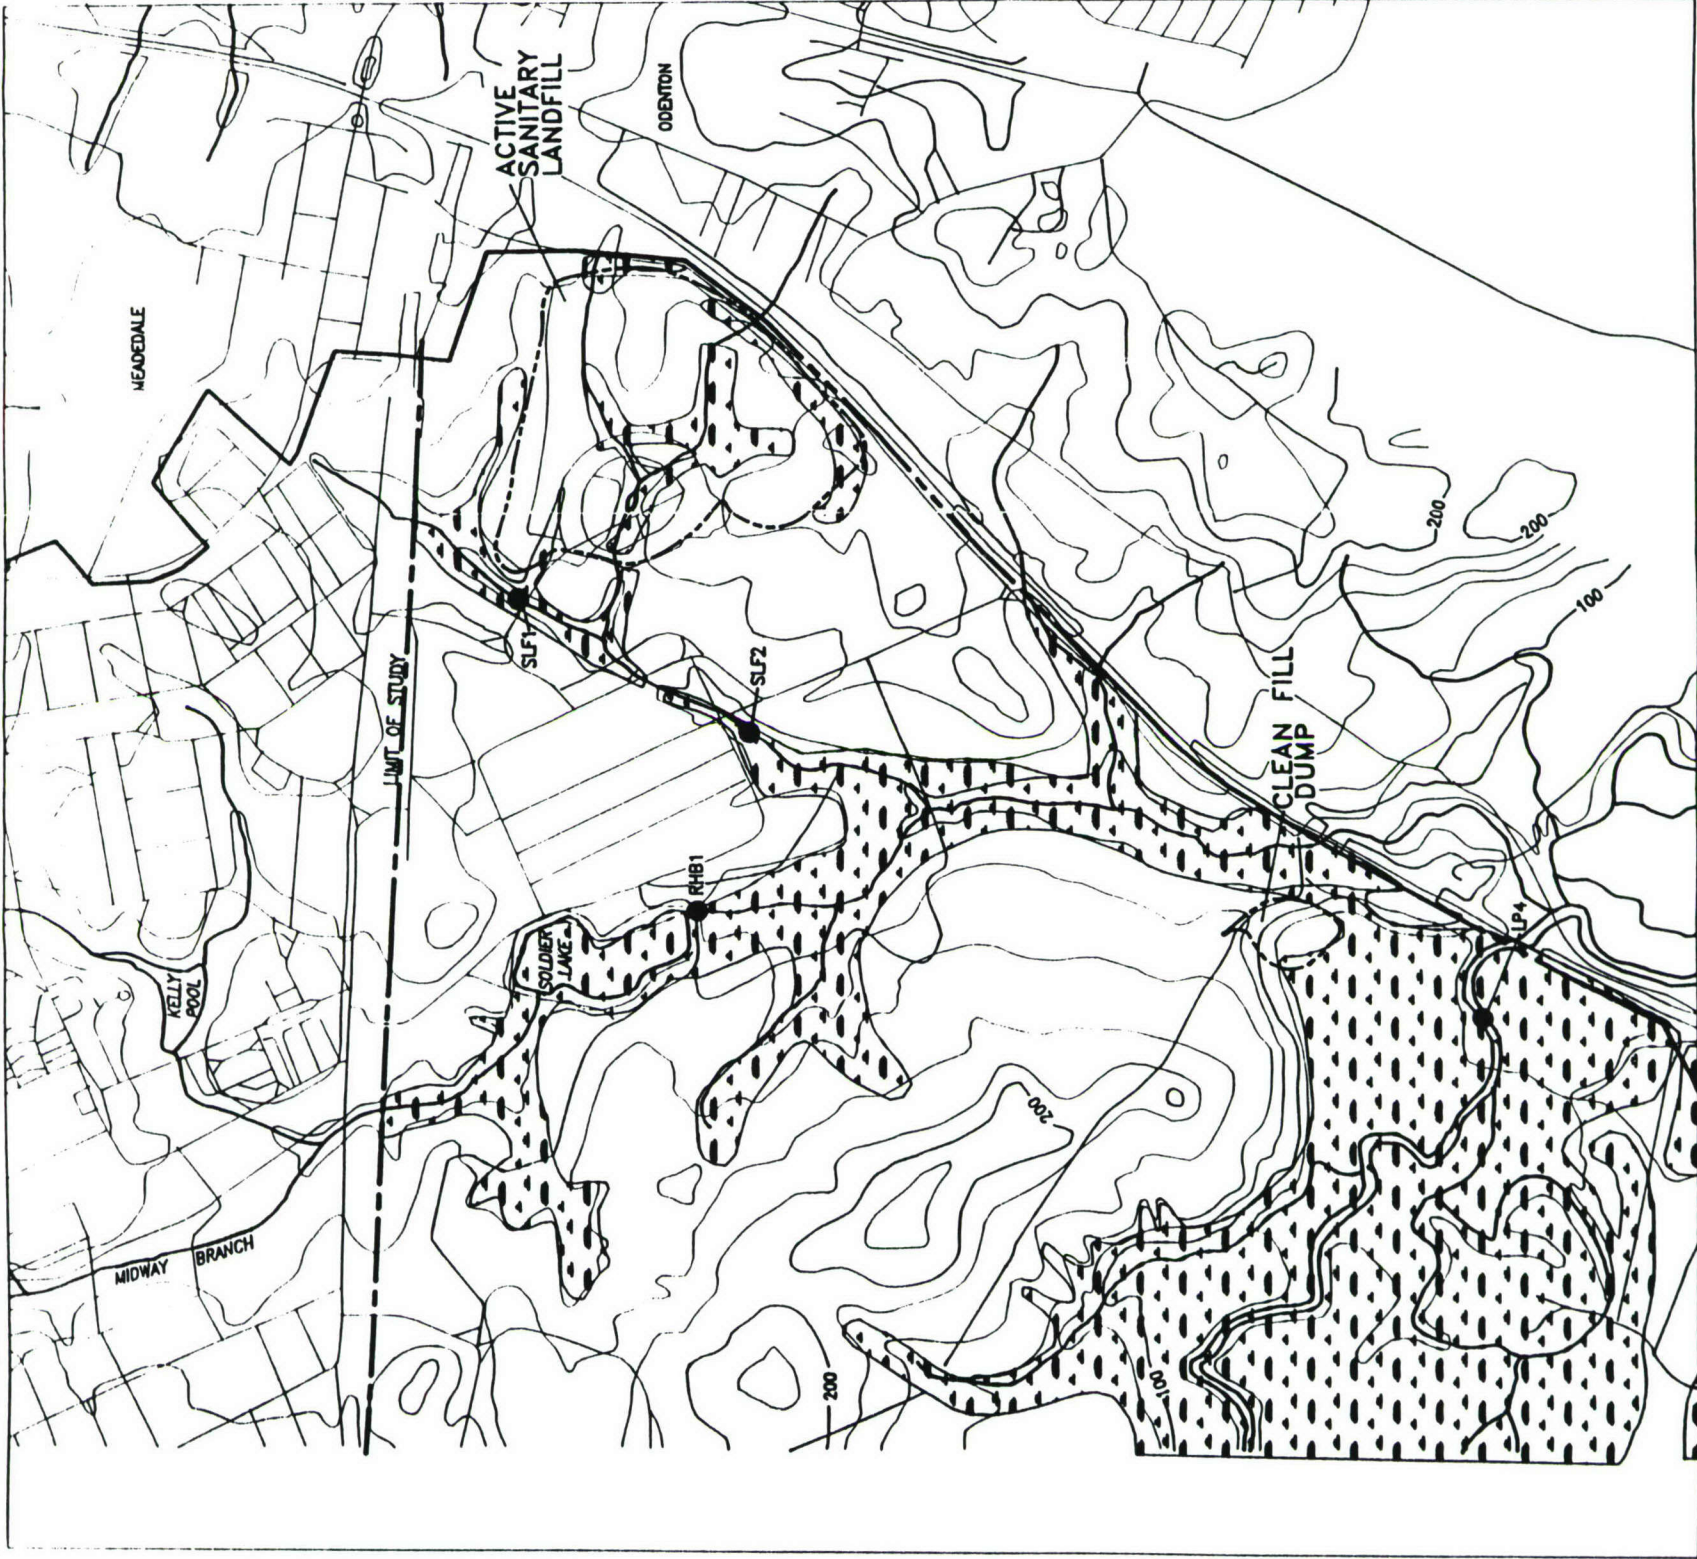 MEADEDALE
ACTIVE
SANITARY
LANDFILL
ODENTON
LIMIT OF STUDY
SLF1
SLF2
RHB1
KELLY
POOL
SOLDIER
LAKE
MIDWAY BRANCH
CLEAN FILL
DUMP
LP4
200
200
100
200
200
100